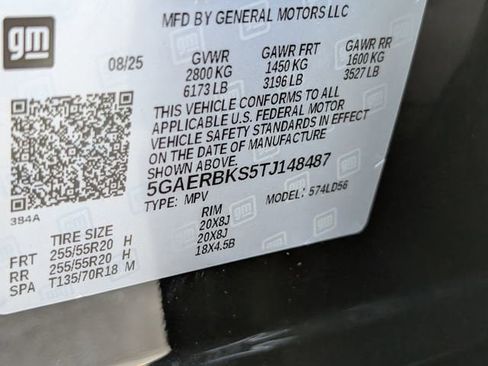 MFD BY GENERAL MOTORS LLC
gm
08/25
GVWR GAWR FRT GAWR RR
2800 KG 1450 KG 1600 KG
6173 LB 3196 LB 3527 LB
THIS VEHICLE CONFORMS TO ALL
APPLICABLE U.S. FEDERAL MOTOR
VEHICLE SAFETY STANDARDS IN EFFECT
ON THE DATE OF MANUFACTURE
SHOWN ABOVE.
5GAERBKS5TJ148487
TYPE: MPV MODEL: 574LD56
384A
TIRE SIZE RIM
FRT 255/55R20 H 20X8J
RR 255/55R20 H 20X8J
SPA T135/70R18 M 18X4.5B